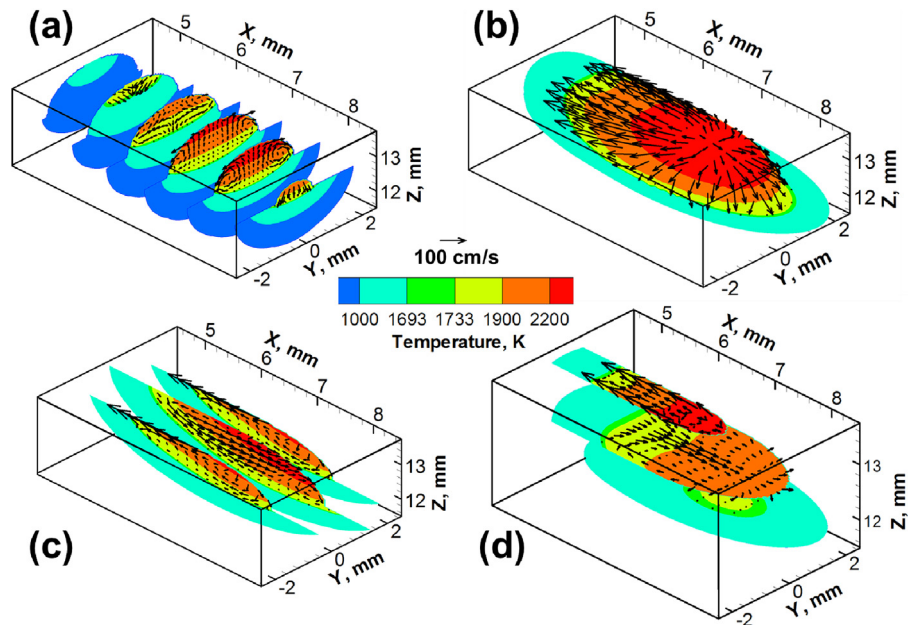 (a)
X, mm
5
6
7
8
13
12
Z, mm
-2
0
2
Y, mm
(b)
X, mm
5
6
7
8
13
12
Z, mm
-2
0
2
Y, mm
100 cm/s
1000 1693 1733 1900 2200
Temperature, K
(c)
X, mm
5
6
7
8
13
12
Z, mm
-2
0
2
Y, mm
(d)
X, mm
5
6
7
8
13
12
Z, mm
-2
0
2
Y, mm